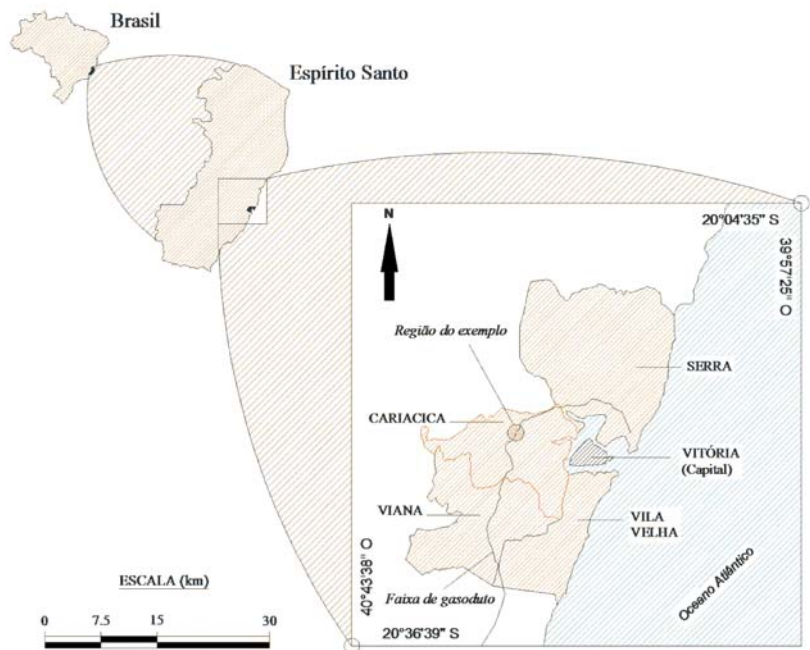 Brasil
Espírito Santo
N
20°04'35" S
39°57'25" O
Região do exemplo
SERRA
CARIACICA
VITÓRIA
(Capital)
VIANA
VILA
VELHA
40°43'38" O
ESCALA (km)
Faixa de gasoduto
Oceano Atlântico
0 7.5 15 30
20°36'39" S